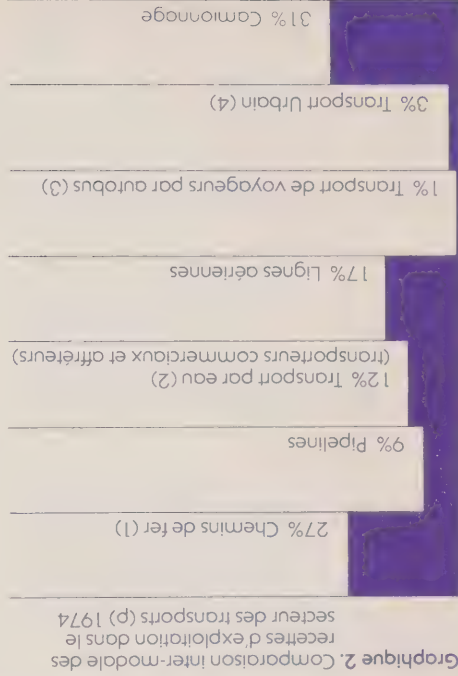 Graphique 2. Comparaison inter-modale des
recettes d'exploitation dans le
secteur des transports (p) 1974
27% Chemins de fer (1)
9% Pipelines
12% Transport par eau (2)
(transporteurs commerciaux et affréteurs)
17% Lignes aériennes
1% Transport de voyageurs par autobus (3)
3% Transport Urbain (4)
31% Camionnage